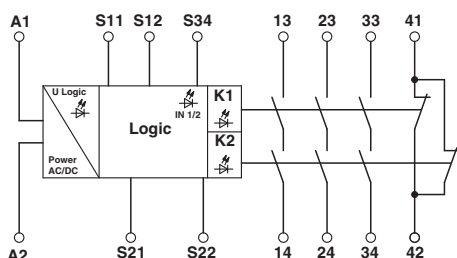 A1 S11 S12 S34 13 23 33 41
U Logic
IN 1/2
K1
Logic
K2
Power
AC/DC
A2 S21 S22 14 24 34 42